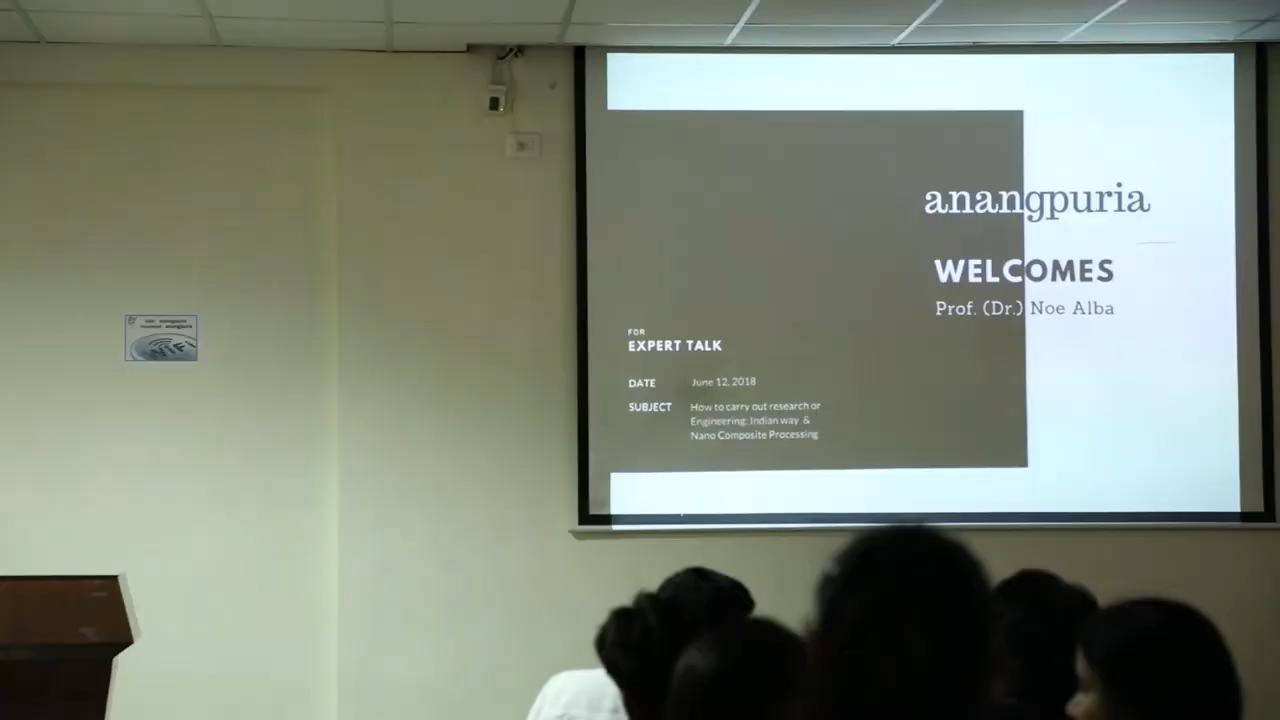 anangpuria
WELCOMES
Prof. (Dr.) Noe Alba
FOR
EXPERT TALK
DATE June 12, 2018
SUBJECT How to carry out research or
Engineering: Indian way &
Nano Composite Processing